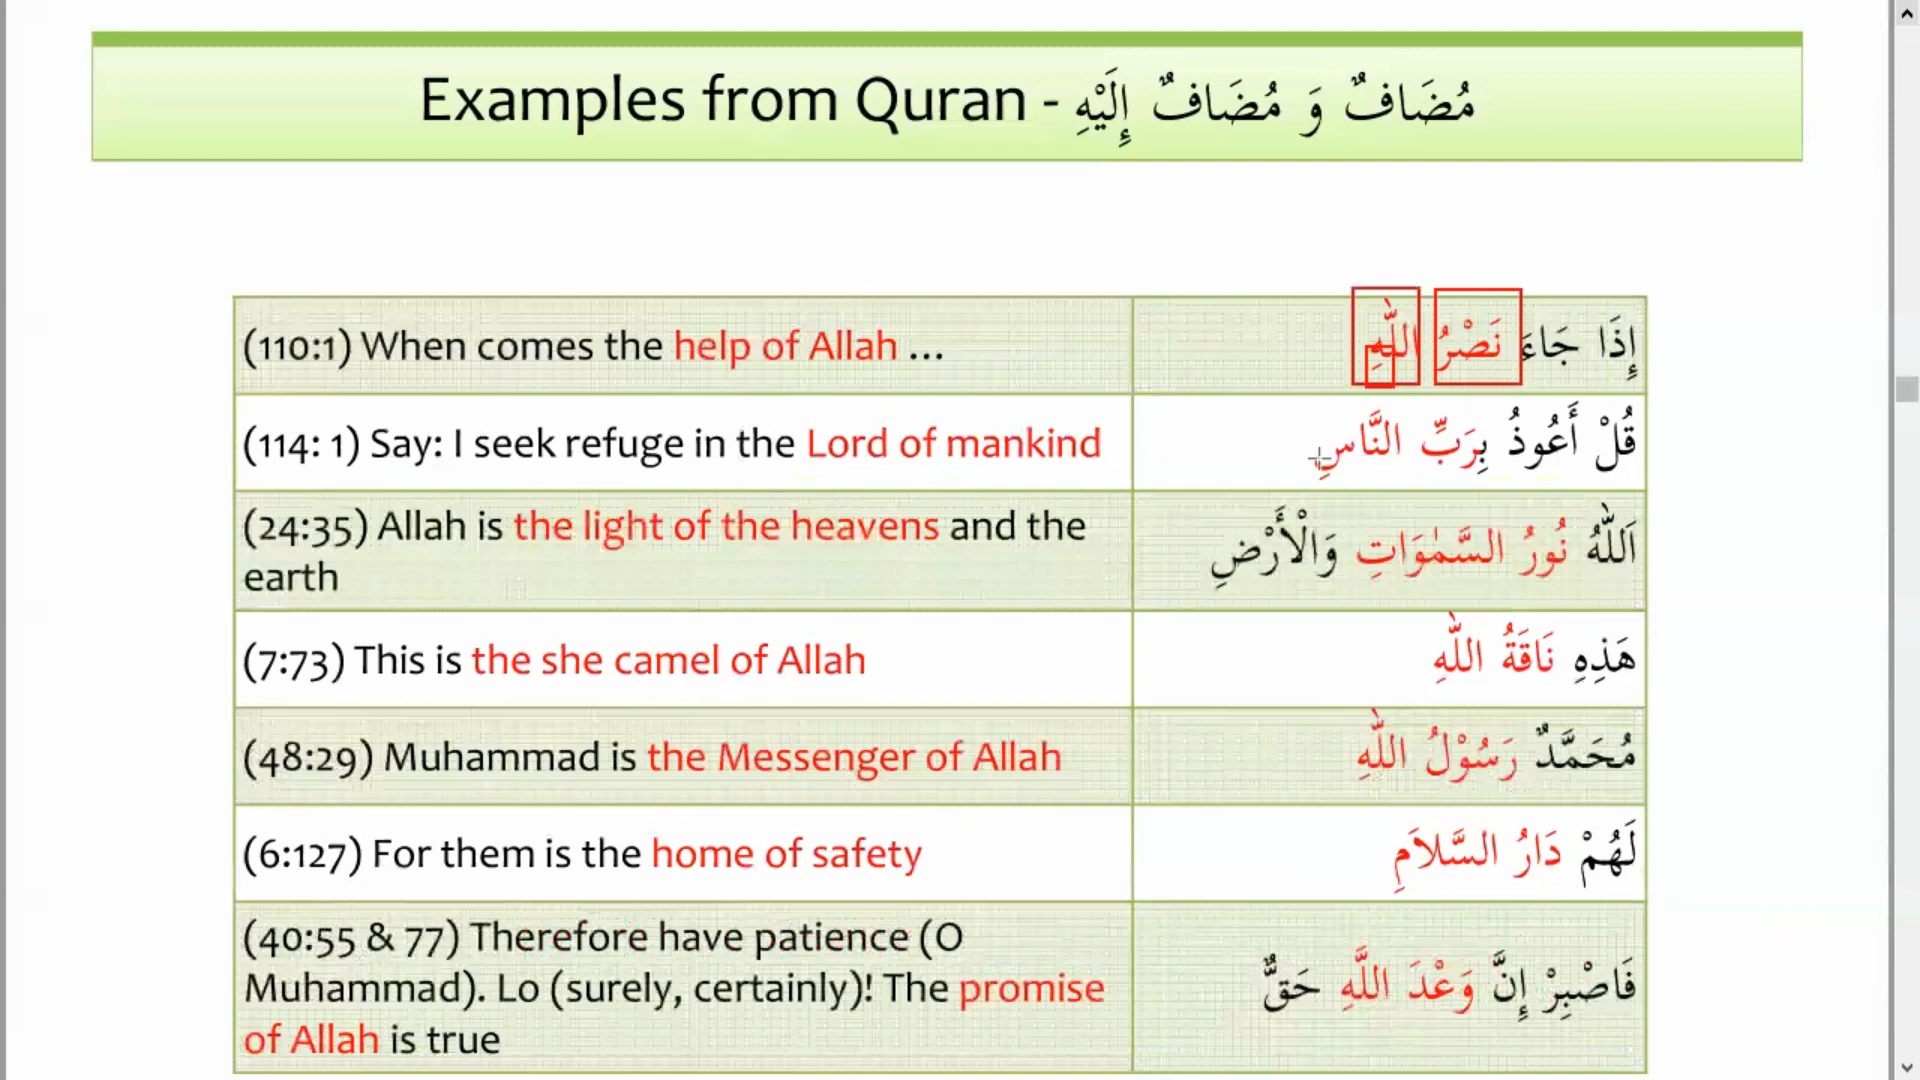 Examples from Quran - مُضَافٌ وَ مُضَافٌ إِلَيْهِ
(110:1) When comes the help of Allah ...
إِذَا جَاءَ نَصْرُ اللّٰهِ
(114: 1) Say: I seek refuge in the Lord of mankind
قُلْ أَعُوذُ بِرَبِّ النَّاسِ
(24:35) Allah is the light of the heavens and the
earth
اَللّٰهُ نُورُ السَّمٰوَاتِ وَالْأَرْضِ
(7:73) This is the she camel of Allah
هَذِهِ نَاقَةُ اللّٰهِ
(48:29) Muhammad is the Messenger of Allah
مُحَمَّدٌ رَسُوْلُ اللّٰهِ
(6:127) For them is the home of safety
لَهُمْ دَارُ السَّلاَمِ
(40:55 & 77) Therefore have patience (O
Muhammad). Lo (surely, certainly)! The promise
of Allah is true
فَاصْبِرْ إِنَّ وَعْدَ اللَّهِ حَقٌّ